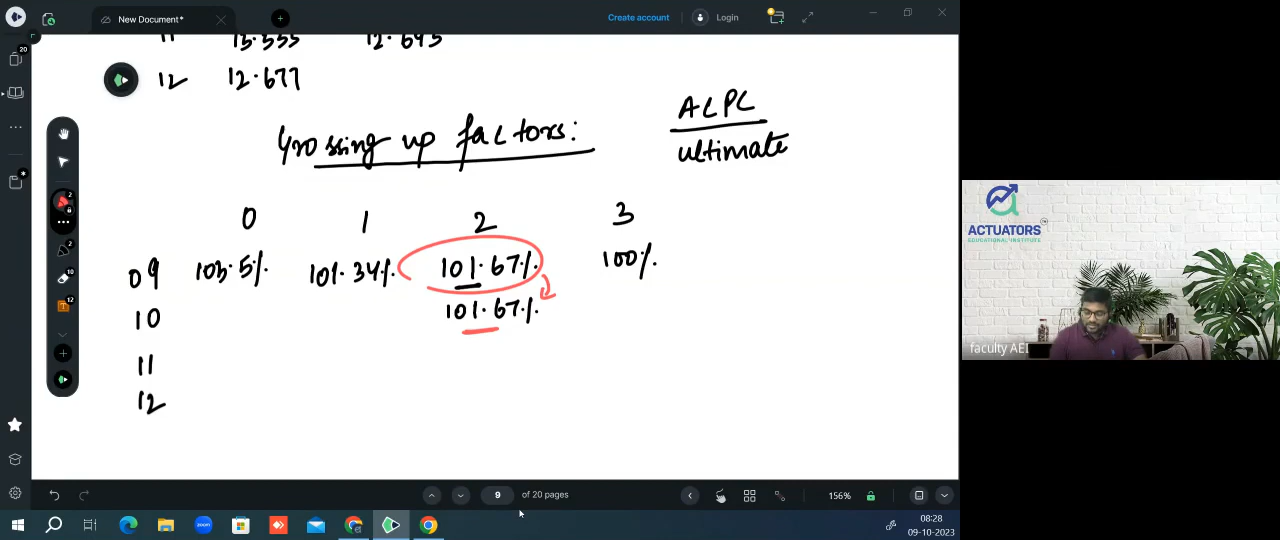 New Document*
Create account
Login
12 12.677
Grossing up factors:
ACPC
ultimate
0 1 2 3
09 103.5% 101.34% 101.67% 100%
10 101.67%
11
12
ACTUATORS
EDUCATIONAL INSTITUTE
faculty AEI
9 of 20 pages
156%
zoom
08:28
09-10-2023